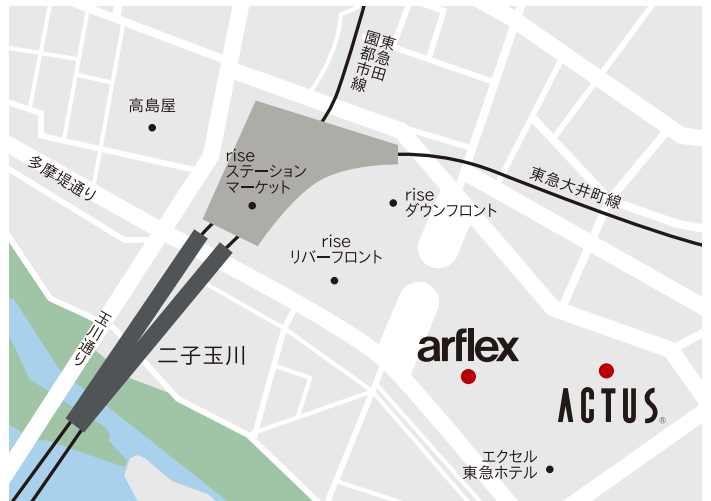 東急田
園都市線
高島屋
多摩堤通り
rise
ステーション
マーケット
東急大井町線
rise
ダウンフロント
rise
リバーフロント
玉川通り
二子玉川
arflex
ACTUS®
エクセル
東急ホテル